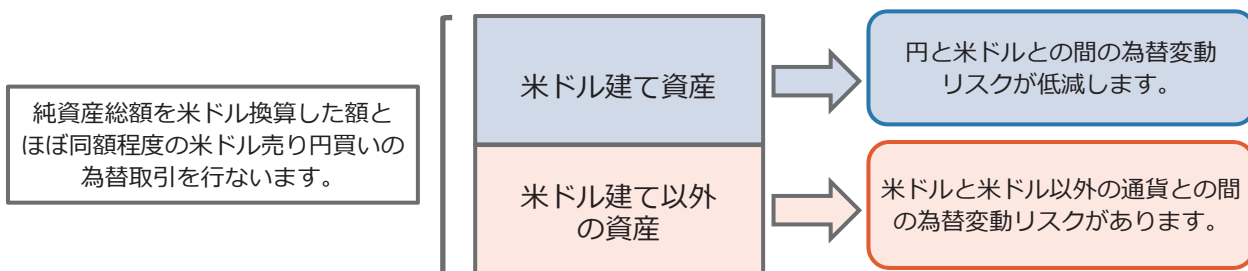 純資産総額を米ドル換算した額と
ほぼ同額程度の米ドル売り円買いの
為替取引を行ないます。
米ドル建て資産
円と米ドルとの間の為替変動
リスクが低減します。
米ドル建て以外
の資産
米ドルと米ドル以外の通貨との間
の為替変動リスクがあります。